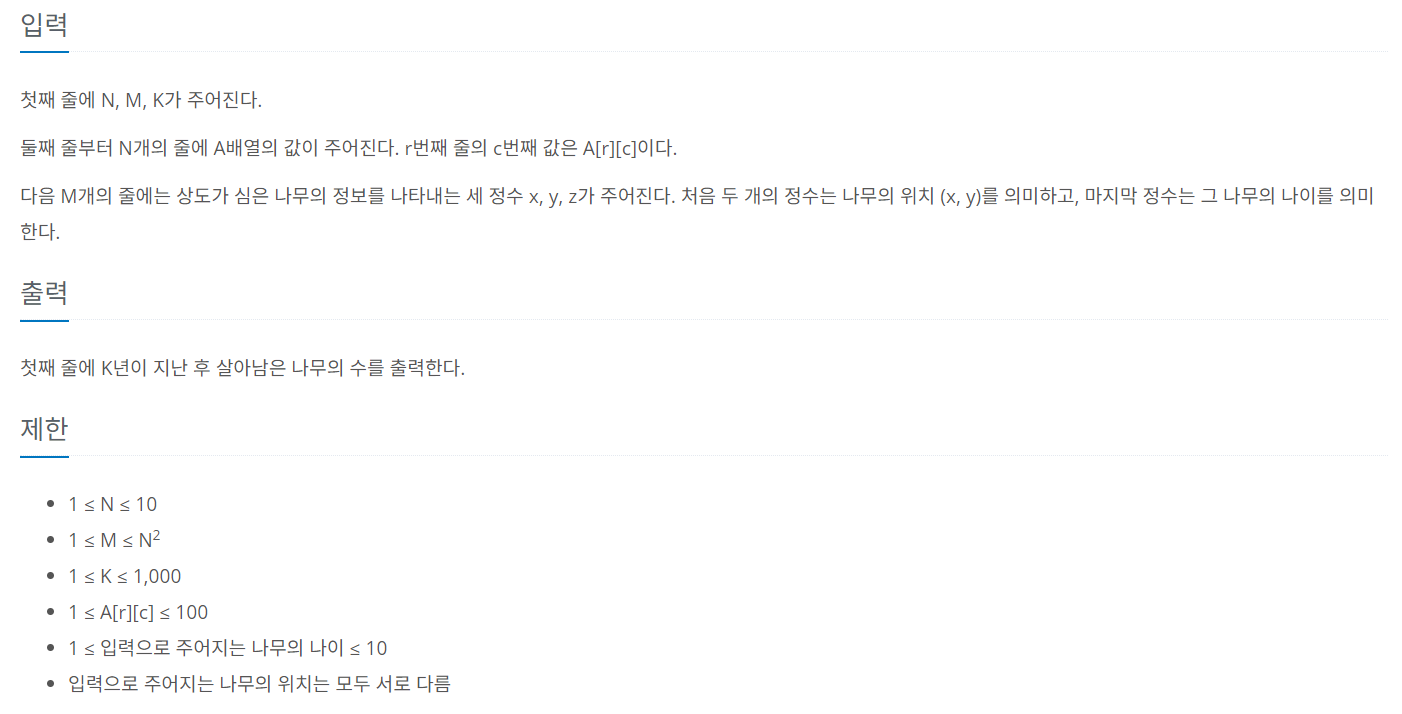 입력
첫째 줄에 N, M, K가 주어진다.
둘째 줄부터 N개의 줄에 A배열의 값이 주어진다. r번째 줄의 c번째 값은 A[r][c]이다.
다음 M개의 줄에는 상도가 심은 나무의 정보를 나타내는 세 정수 x, y, z가 주어진다. 처음 두 개의 정수는 나무의 위치 (x, y)를 의미하고, 마지막 정수는 그 나무의 나이를 의미
한다.
출력
첫째 줄에 K년이 지난 후 살아남은 나무의 수를 출력한다.
제한
• 1 ≤ N ≤ 10
• 1 ≤ M ≤ N²
• 1 ≤ K ≤ 1,000
• 1 ≤ A[r][c] ≤ 100
• 1 ≤ 입력으로 주어지는 나무의 나이 ≤ 10
• 입력으로 주어지는 나무의 위치는 모두 서로 다름